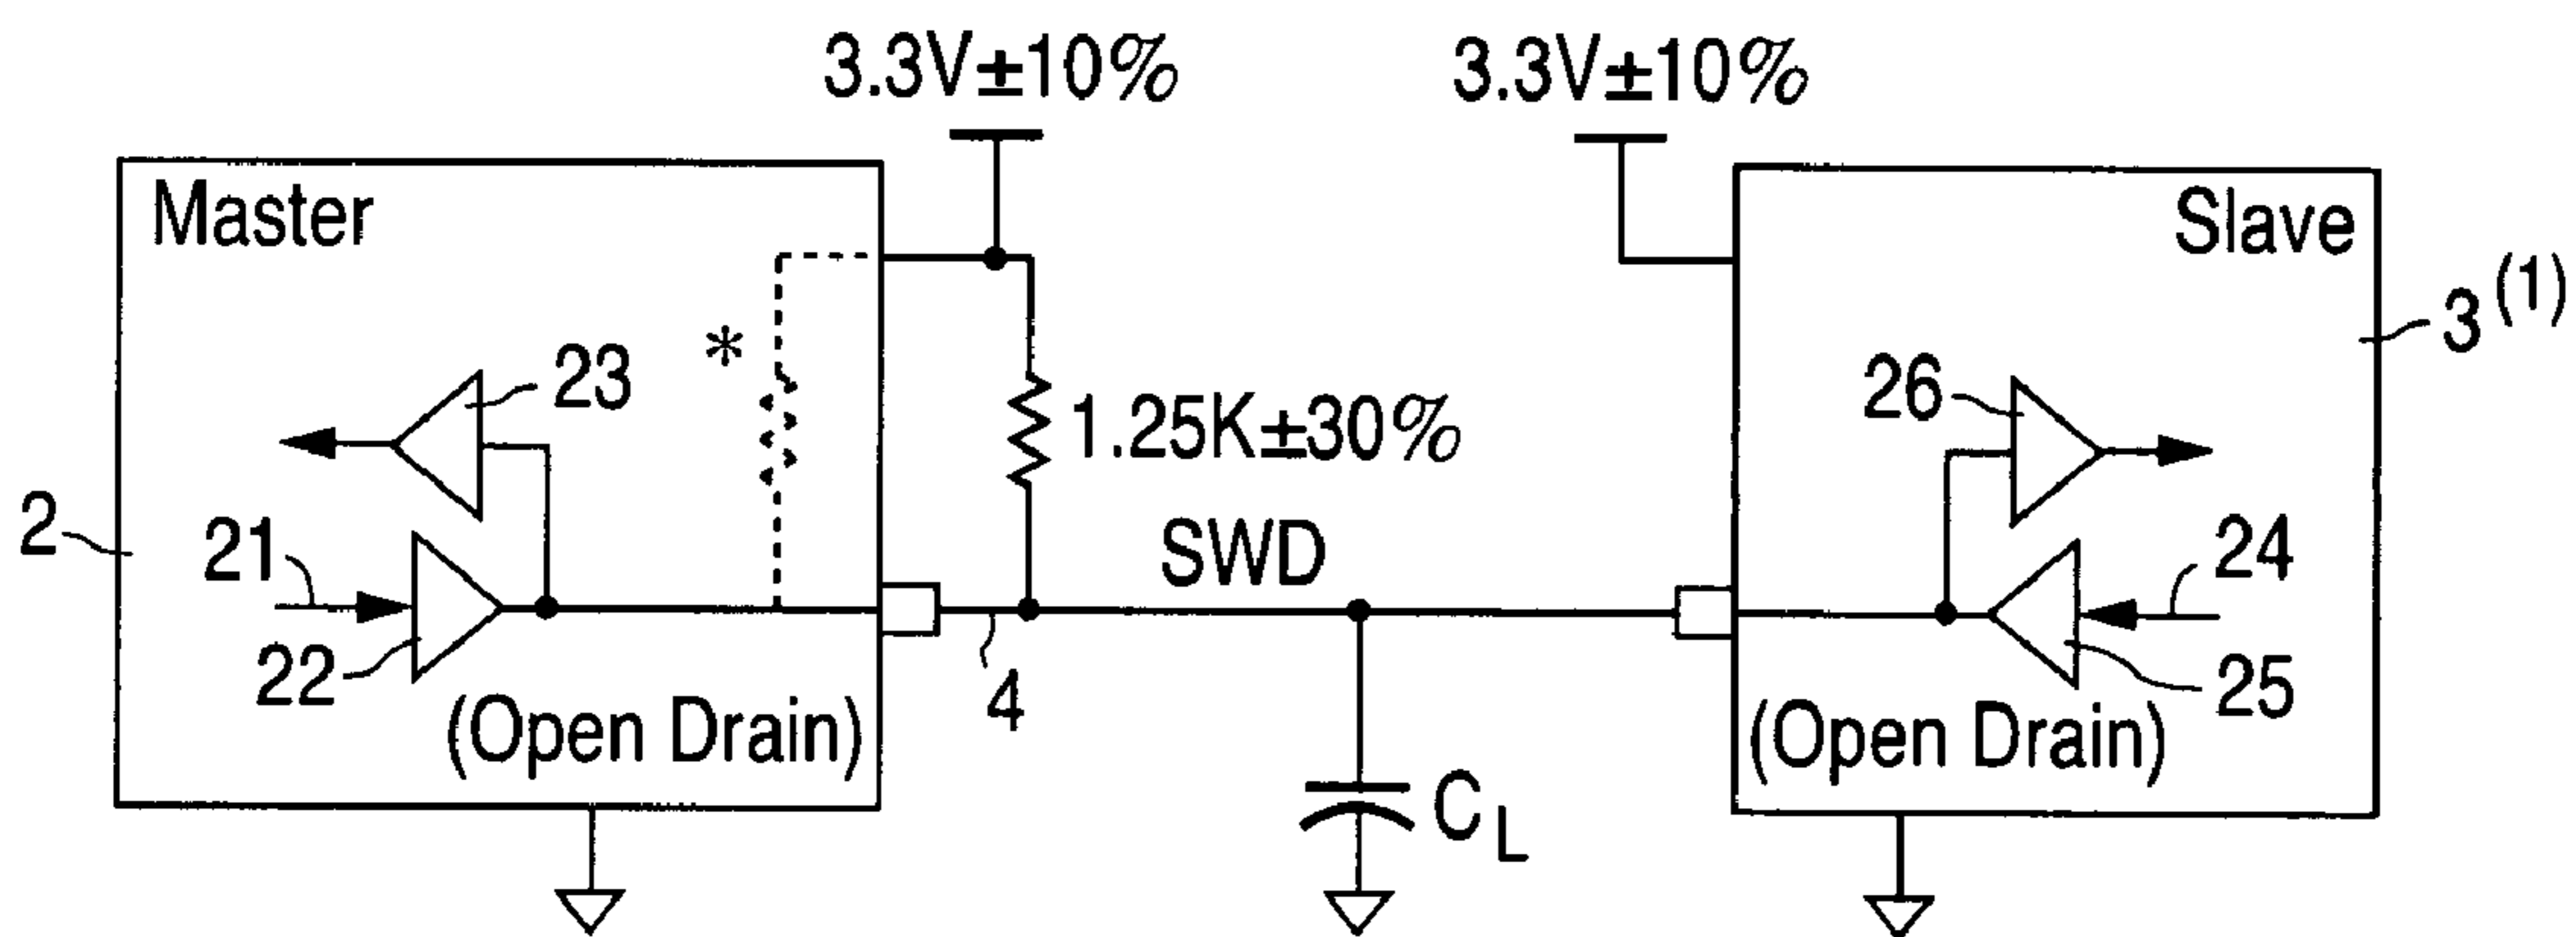 3.3V±10%
3.3V±10%
Master
Slave
3(1)
*
23
26
1.25K±30%
2
21
SWD
24
22
4
25
(Open Drain)
(Open Drain)
CL